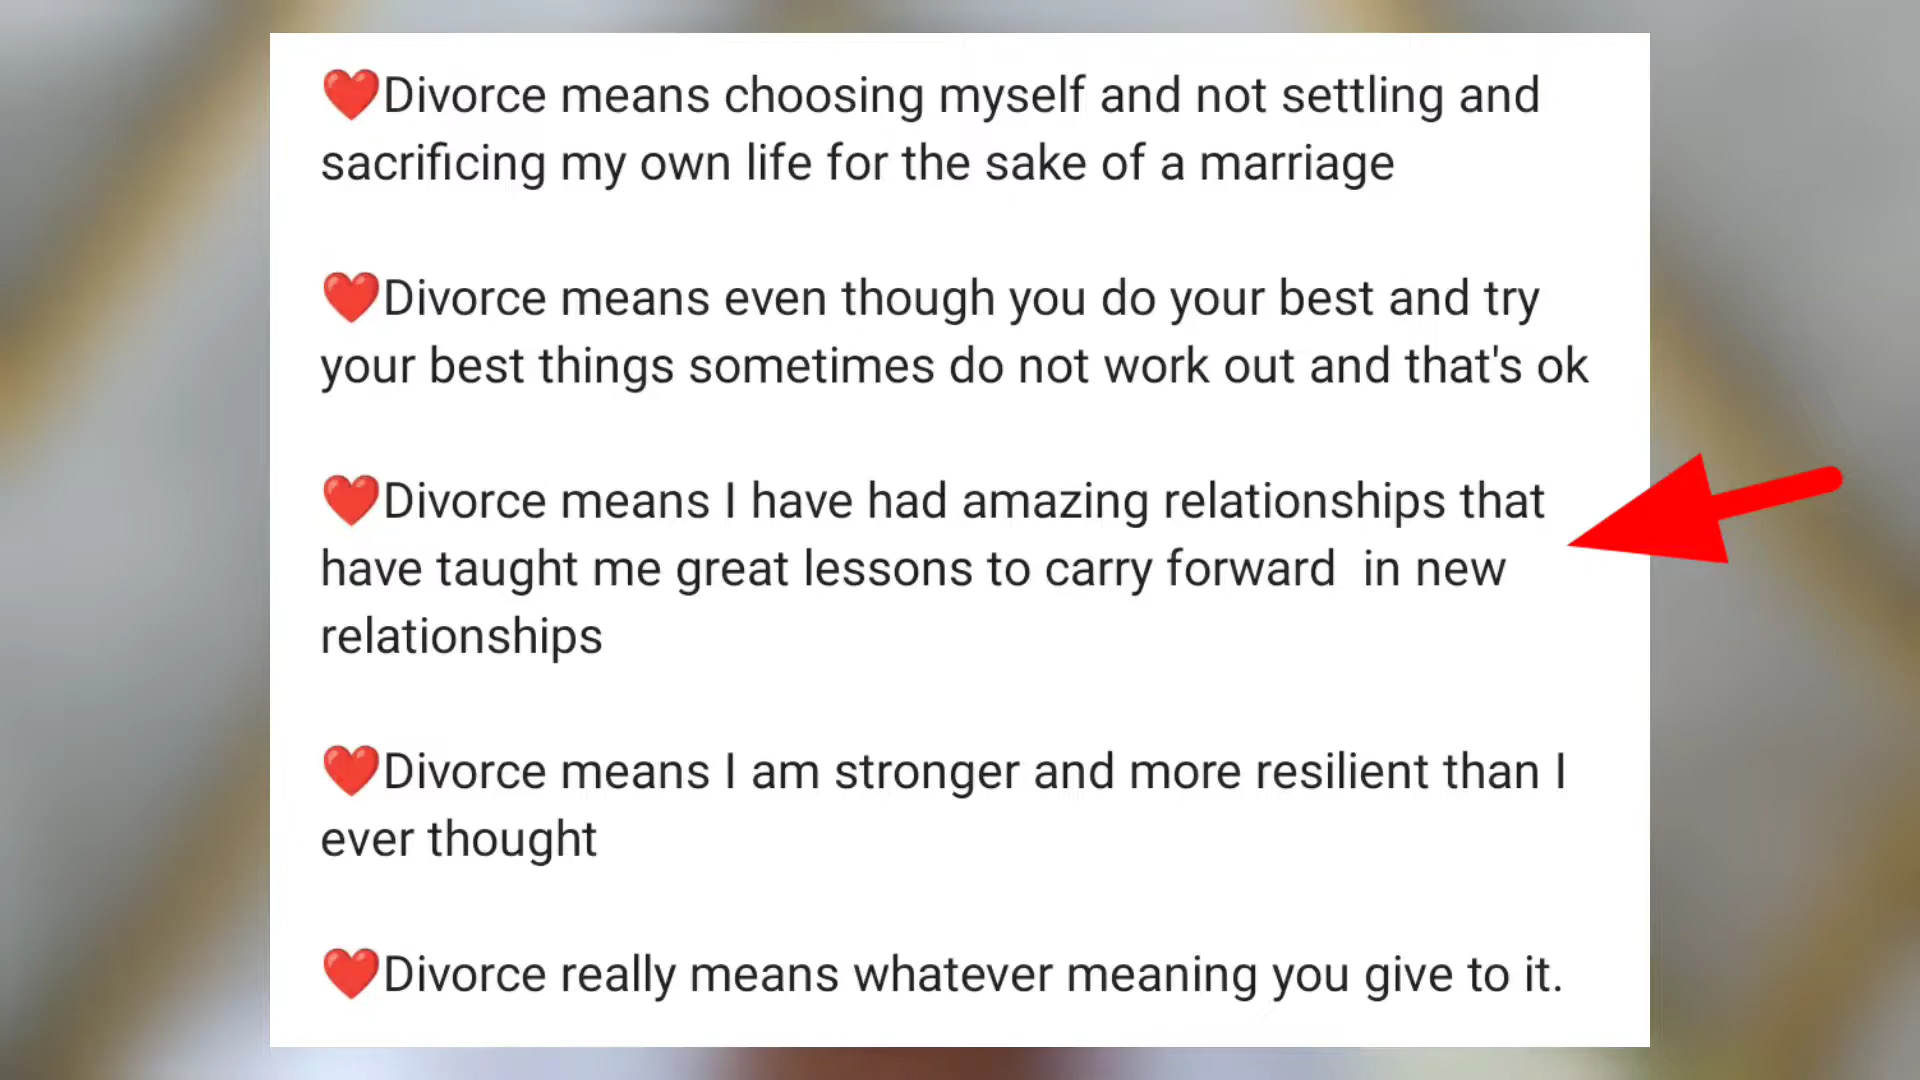 ❤️Divorce means choosing myself and not settling and
sacrificing my own life for the sake of a marriage
❤️Divorce means even though you do your best and try
your best things sometimes do not work out and that's ok
❤️Divorce means I have had amazing relationships that
have taught me great lessons to carry forward  in new
relationships
❤️Divorce means I am stronger and more resilient than I
ever thought
❤️Divorce really means whatever meaning you give to it.